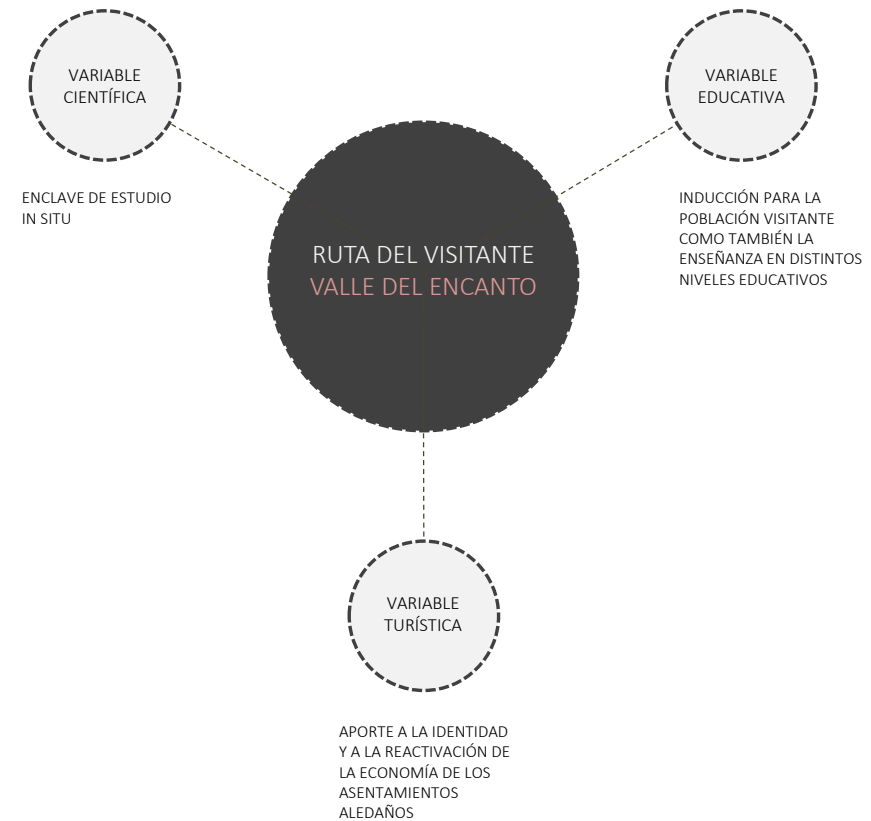 VARIABLE
CIENTÍFICA
ENCLAVE DE ESTUDIO
IN SITU
VARIABLE
EDUCATIVA
INDUCCIÓN PARA LA
POBLACIÓN VISITANTE
COMO TAMBIÉN LA
ENSEÑANZA EN DISTINTOS
NIVELES EDUCATIVOS
RUTA DEL VISITANTE
VALLE DEL ENCANTO
VARIABLE
TURÍSTICA
APORTE A LA IDENTIDAD
Y A LA REACTIVACIÓN DE
LA ECONOMÍA DE LOS
ASENTAMIENTOS
ALEDAÑOS